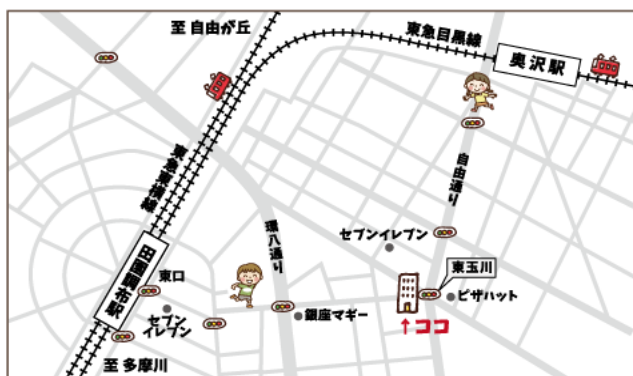 至 自由が丘
東急目黒線
奥沢駅
東急東横線
自由通り
環八通り
セブンイレブン
東玉川
田園調布駅
東口
セブン
イレブン
銀座マギー
ピザハット
↑ココ
至 多摩川